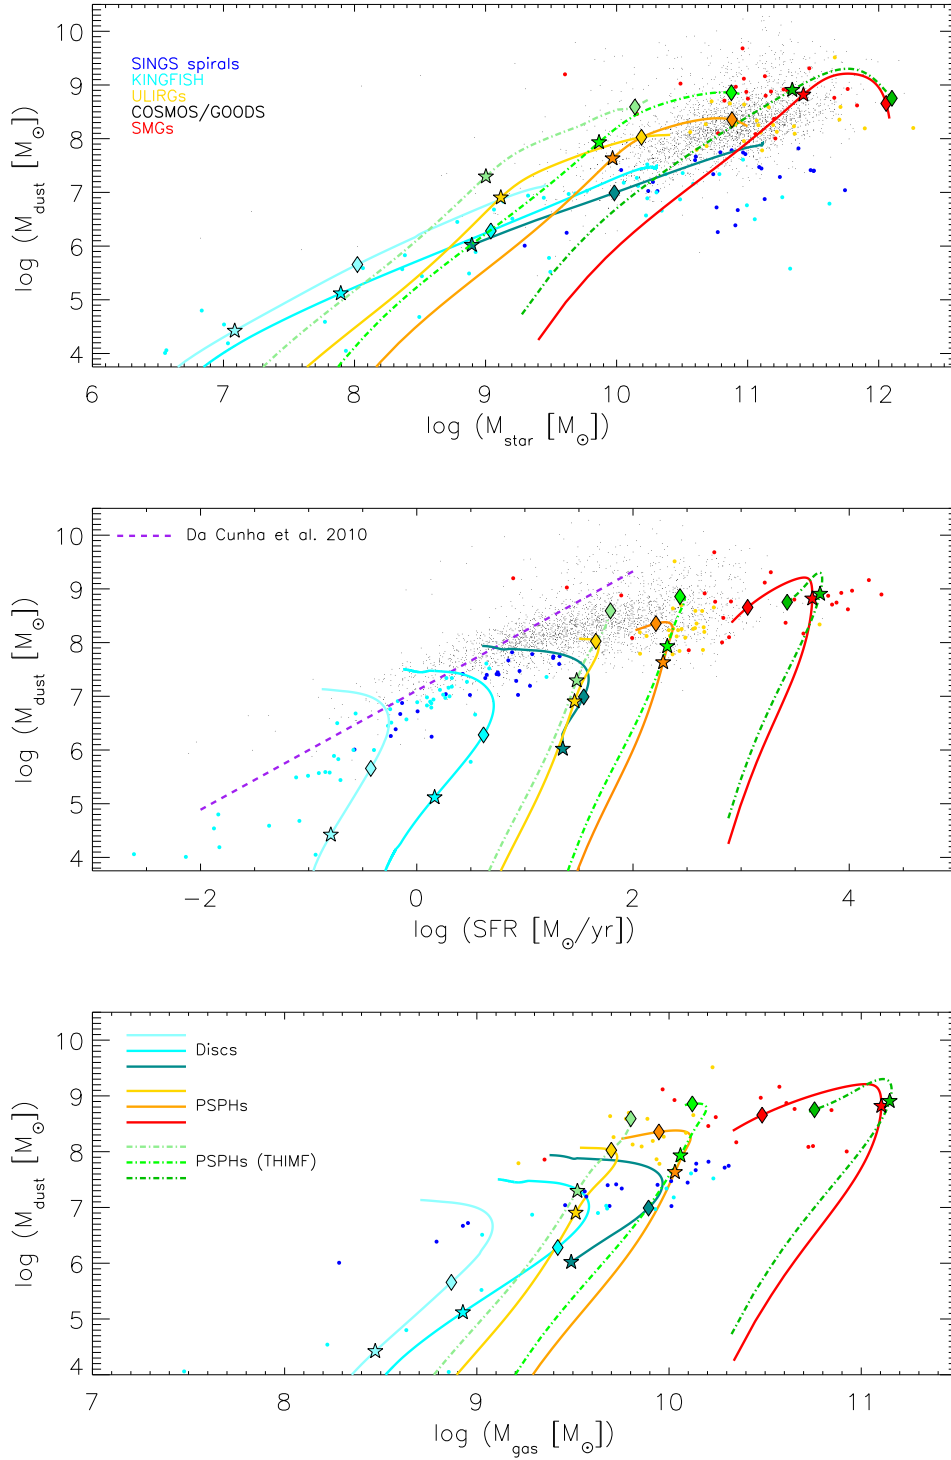 10
9
8
7
6
5
4
log (M_dust [M_⊙])
SINGS spirals
KINGFISH
ULIRGs
COSMOS/GOODS
SMGs
6 7 8 9 10 11 12
log (M_star [M_⊙])
10
9
8
7
6
5
4
log (M_dust [M_⊙])
Da Cunha et al. 2010
−2 0 2 4
log (SFR [M_⊙/yr])
10
9
8
7
6
5
4
log (M_dust [M_⊙])
Discs
PSPHs
PSPHs (THIMF)
7 8 9 10 11
log (M_gas [M_⊙])